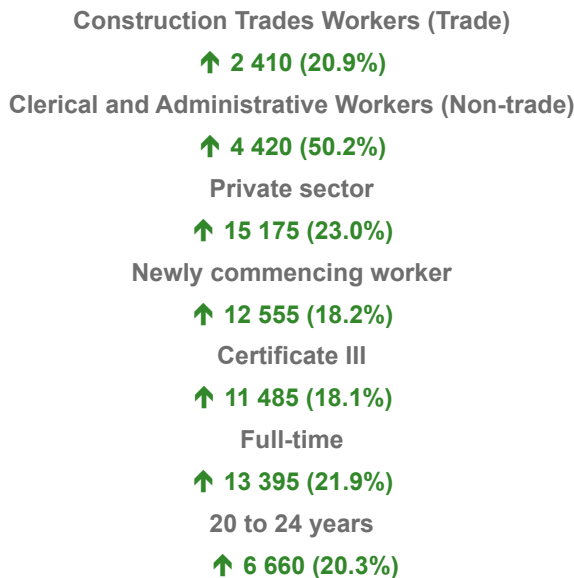 Construction Trades Workers (Trade)
↑ 2 410 (20.9%)
Clerical and Administrative Workers (Non-trade)
↑ 4 420 (50.2%)
Private sector
↑ 15 175 (23.0%)
Newly commencing worker
↑ 12 555 (18.2%)
Certificate III
↑ 11 485 (18.1%)
Full-time
↑ 13 395 (21.9%)
20 to 24 years
↑ 6 660 (20.3%)